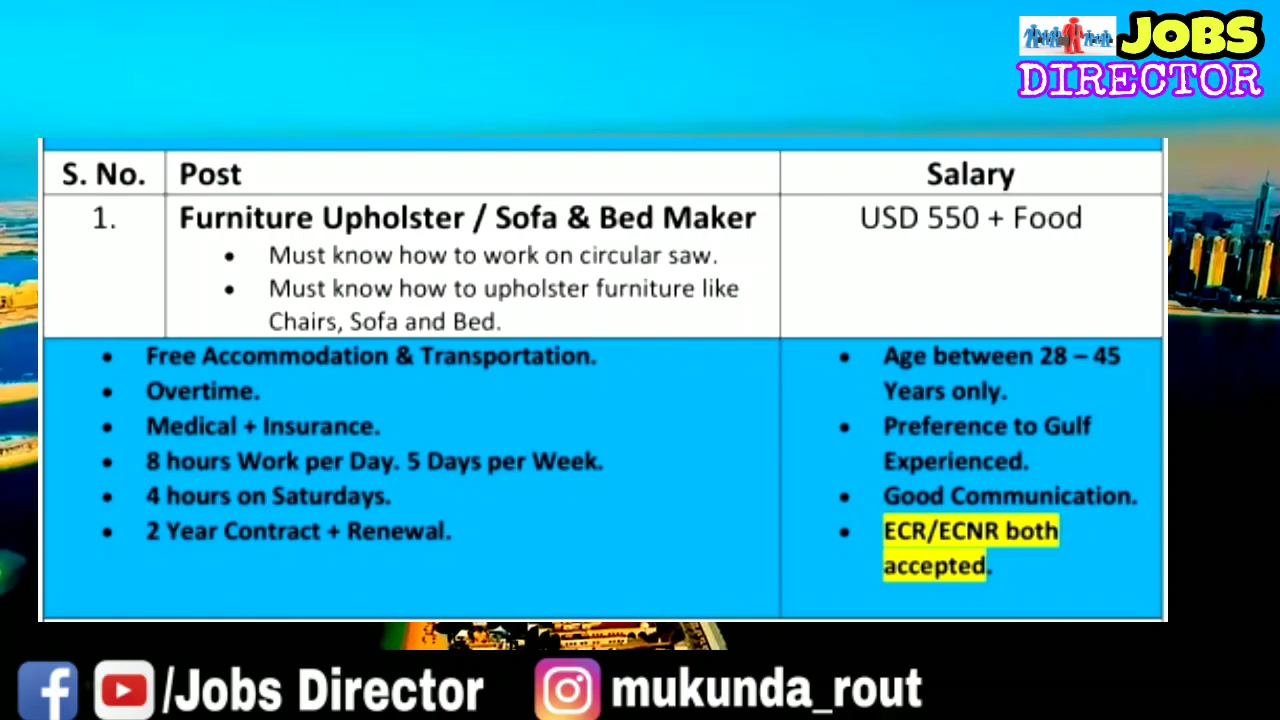 JOBS
DIRECTOR
S. No. Post Salary
1. Furniture Upholster / Sofa & Bed Maker USD 550 + Food
• Must know how to work on circular saw.
• Must know how to upholster furniture like
Chairs, Sofa and Bed.
• Free Accommodation & Transportation.
• Overtime.
• Medical + Insurance.
• 8 hours Work per Day. 5 Days per Week.
• 4 hours on Saturdays.
• 2 Year Contract + Renewal.
• Age between 28 – 45
Years only.
• Preference to Gulf
Experienced.
• Good Communication.
• ECR/ECNR both
accepted.
/Jobs Director mukunda_rout